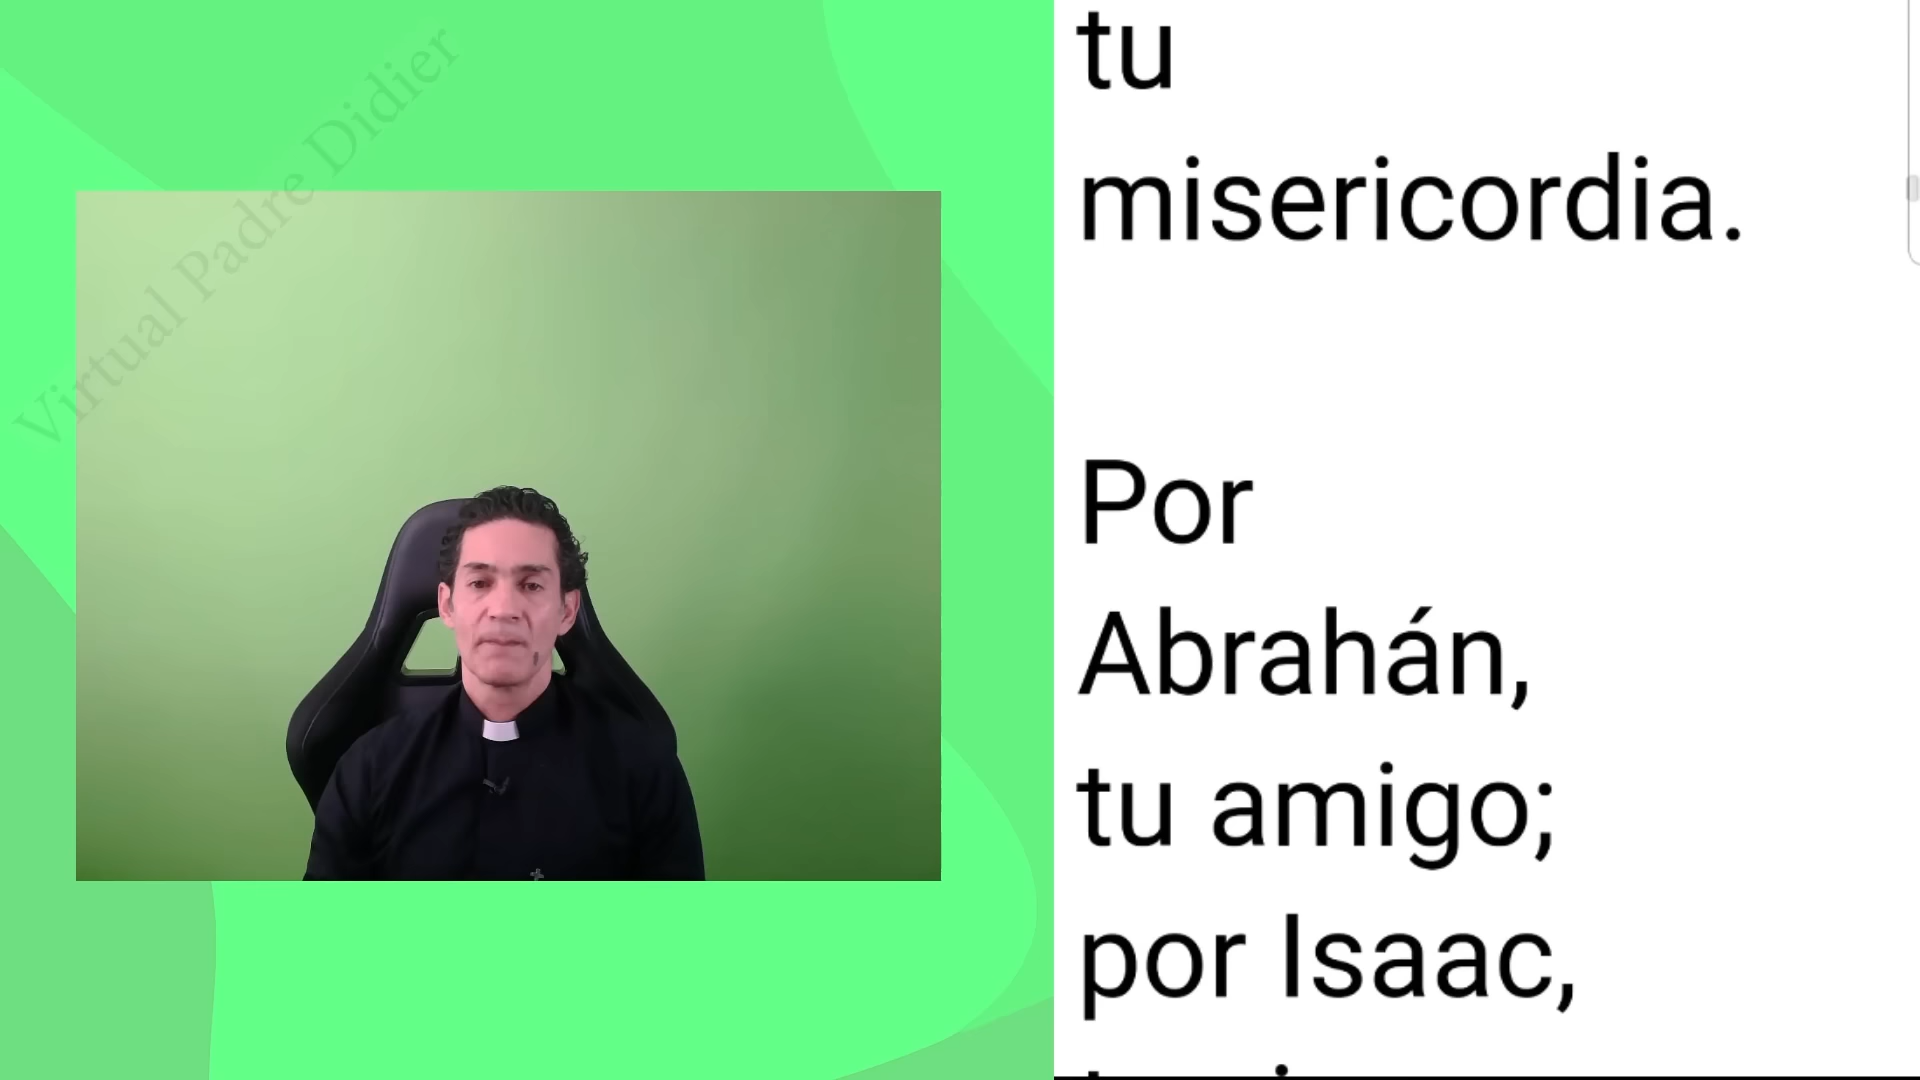 Virtual Padre Didier
tu
misericordia.
Por
Abrahán,
tu amigo;
por Isaac,